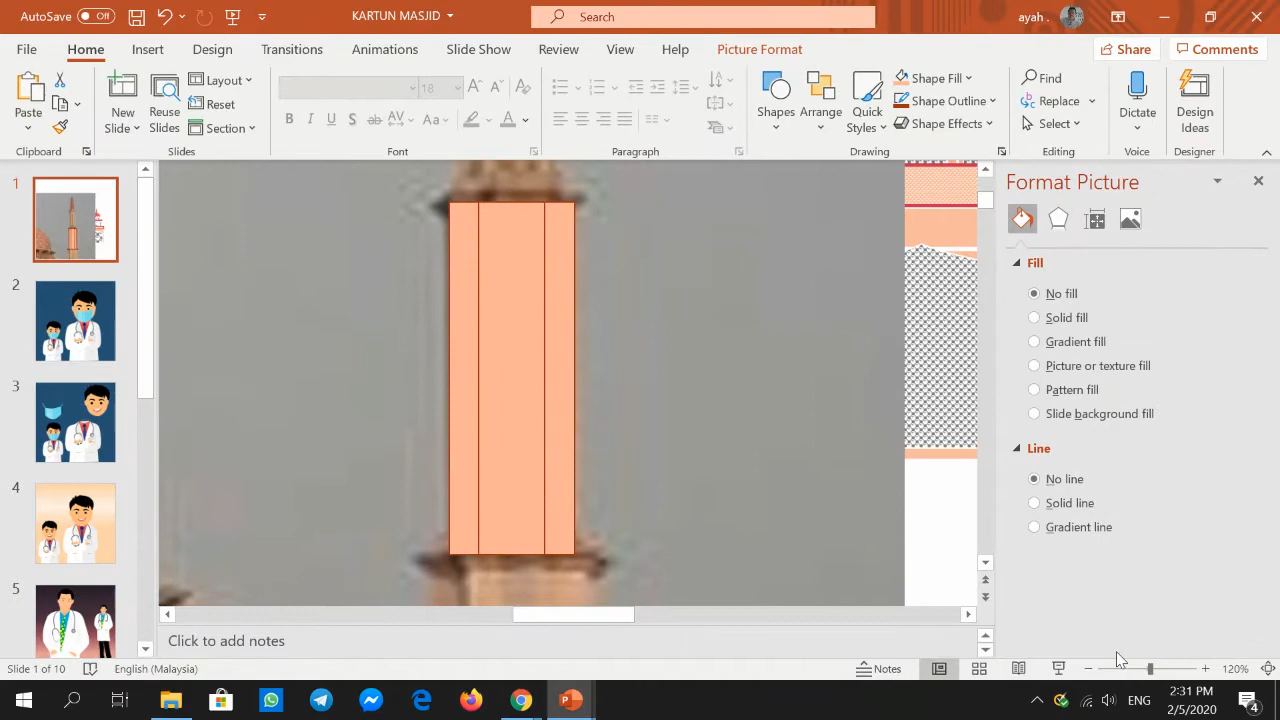 AutoSave Off
KARTUN MASJID
Search
ayah .
File Home Insert Design Transitions Animations Slide Show Review View Help Picture Format
Share Comments
Paste
New Slide
Reuse Slides
Layout
Reset
Section
18
Shapes Arrange Quick Styles
Shape Fill
Shape Outline
Shape Effects
Find
Replace
Select
Dictate
Design Ideas
Clipboard Slides Font Paragraph Drawing Editing Voice Designer
1
2
3
4
5
Format Picture
Fill
No fill
Solid fill
Gradient fill
Picture or texture fill
Pattern fill
Slide background fill
Line
No line
Solid line
Gradient line
Click to add notes
Slide 1 of 10 English (Malaysia) Notes 120%
ENG
2:31 PM
2/5/2020
4